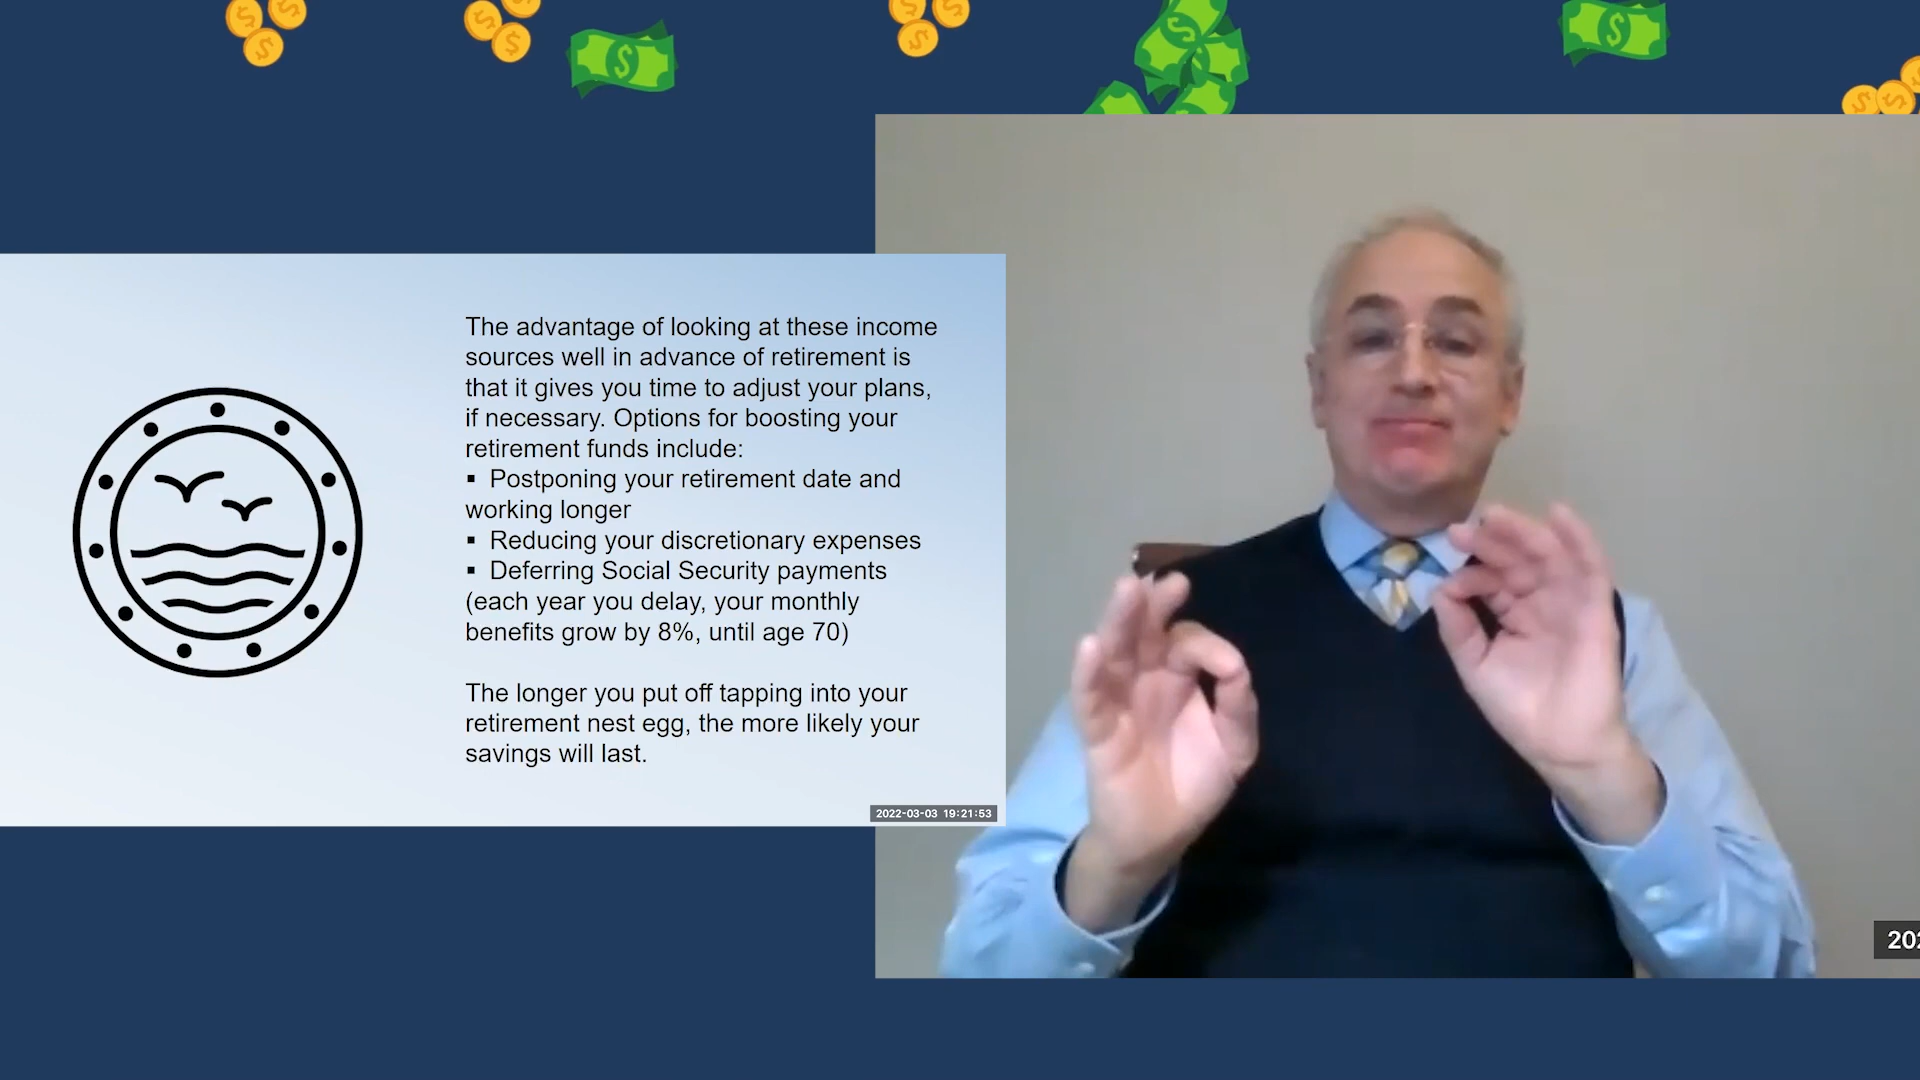 The advantage of looking at these income
sources well in advance of retirement is
that it gives you time to adjust your plans,
if necessary. Options for boosting your
retirement funds include:
▪ Postponing your retirement date and
working longer
▪ Reducing your discretionary expenses
▪ Deferring Social Security payments
(each year you delay, your monthly
benefits grow by 8%, until age 70)
The longer you put off tapping into your
retirement nest egg, the more likely your
savings will last.
2022-03-03 19:21:53